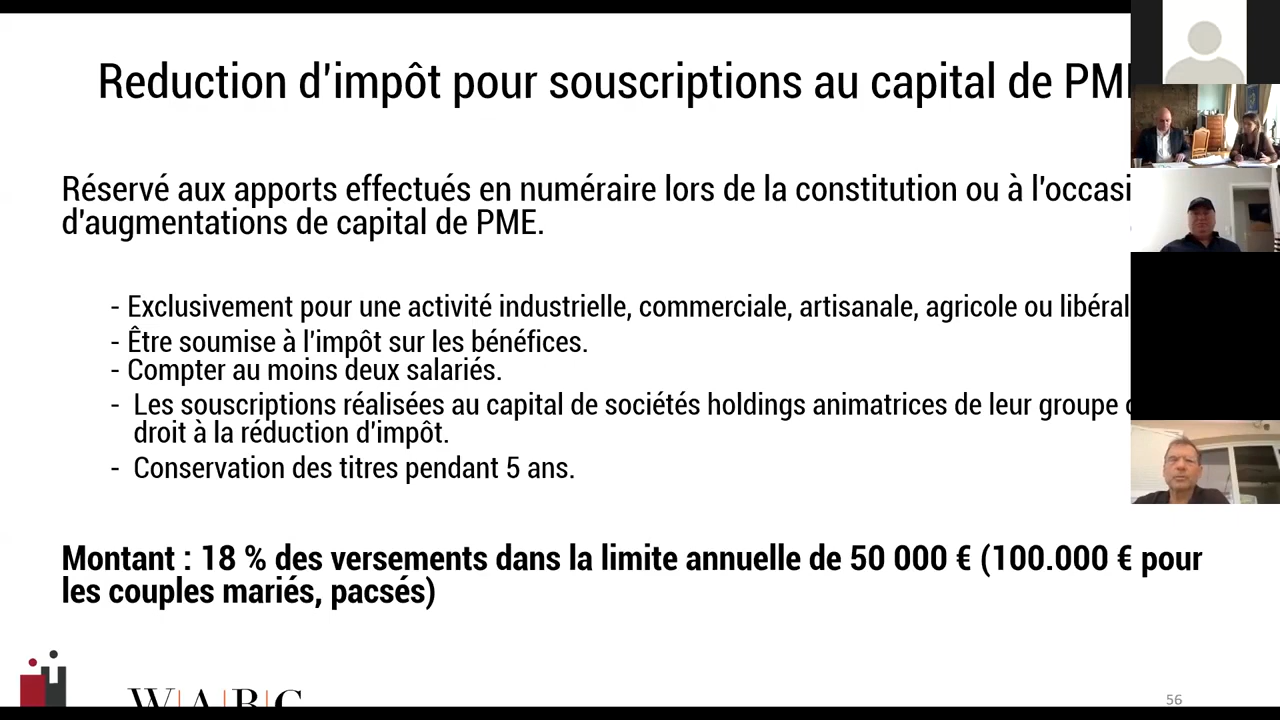 Reduction d'impôt pour souscriptions au capital de PM
Réservé aux apports effectués en numéraire lors de la constitution ou à l'occasi
d'augmentations de capital de PME.
- Exclusivement pour une activité industrielle, commerciale, artisanale, agricole ou libéral
- Être soumise à l'impôt sur les bénéfices.
- Compter au moins deux salariés.
- Les souscriptions réalisées au capital de sociétés holdings animatrices de leur groupe
droit à la réduction d'impôt.
- Conservation des titres pendant 5 ans.
Montant : 18 % des versements dans la limite annuelle de 50 000 € (100.000 € pour
les couples mariés, pacsés)
W|A|B|C
56